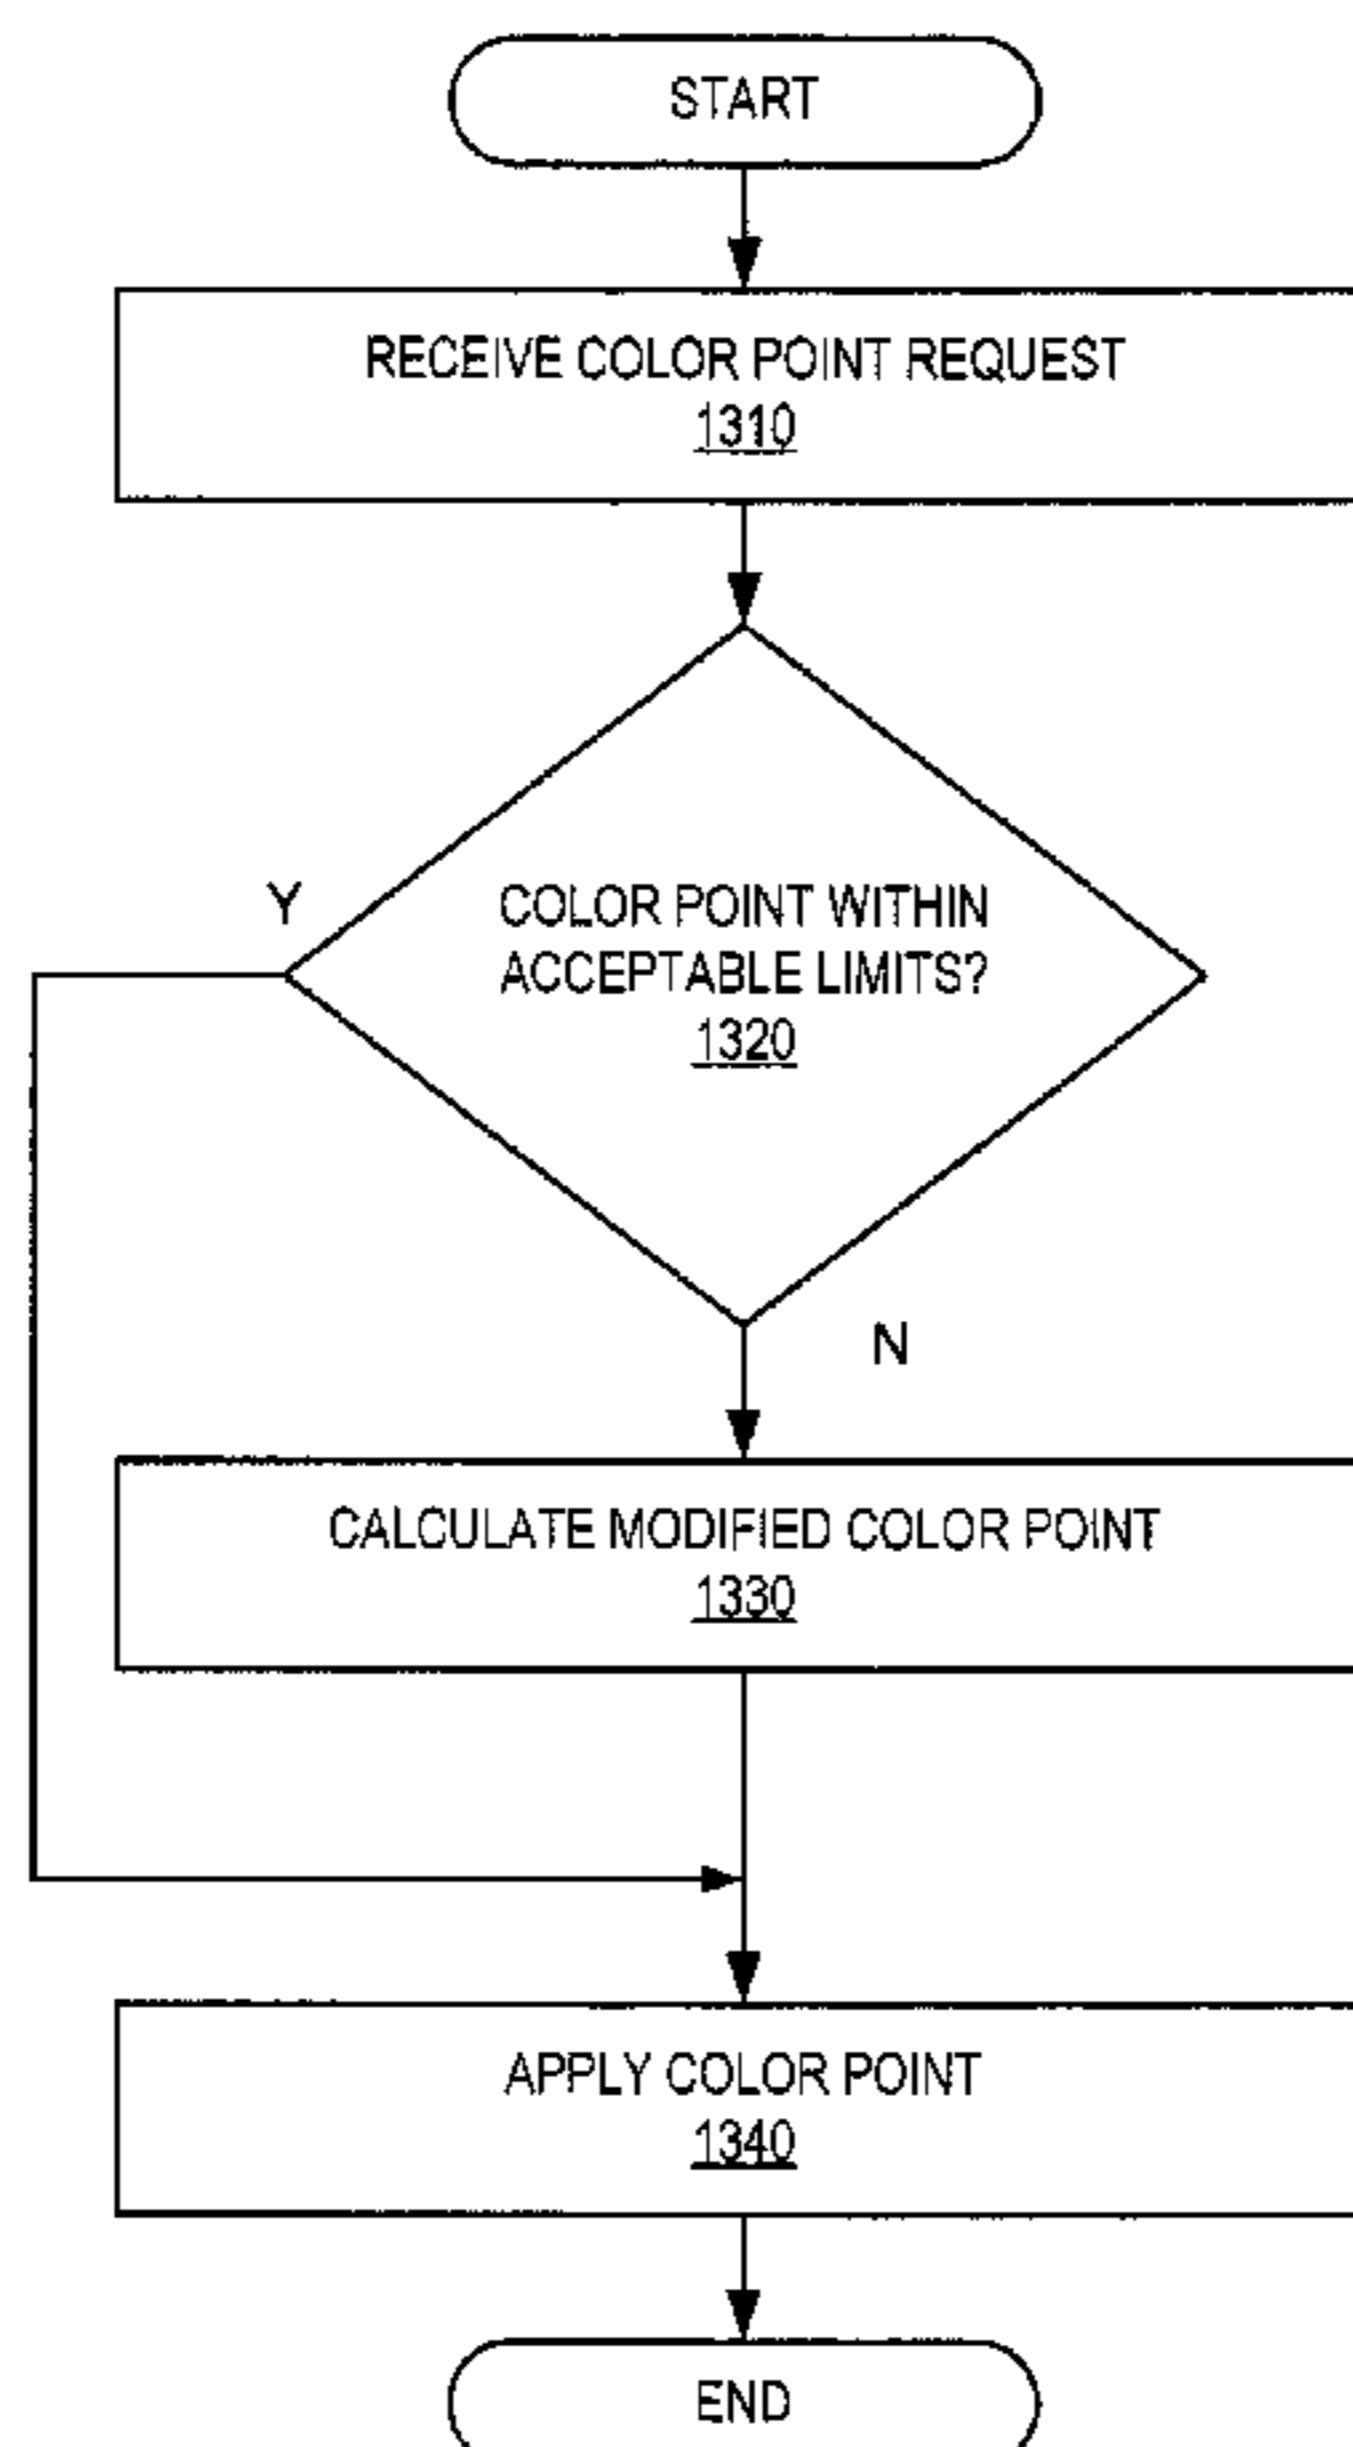 START
RECEIVE COLOR POINT REQUEST
1310
COLOR POINT WITHIN
ACCEPTABLE LIMITS?
1320
Y
N
CALCULATE MODIFIED COLOR POINT
1330
APPLY COLOR POINT
1340
END